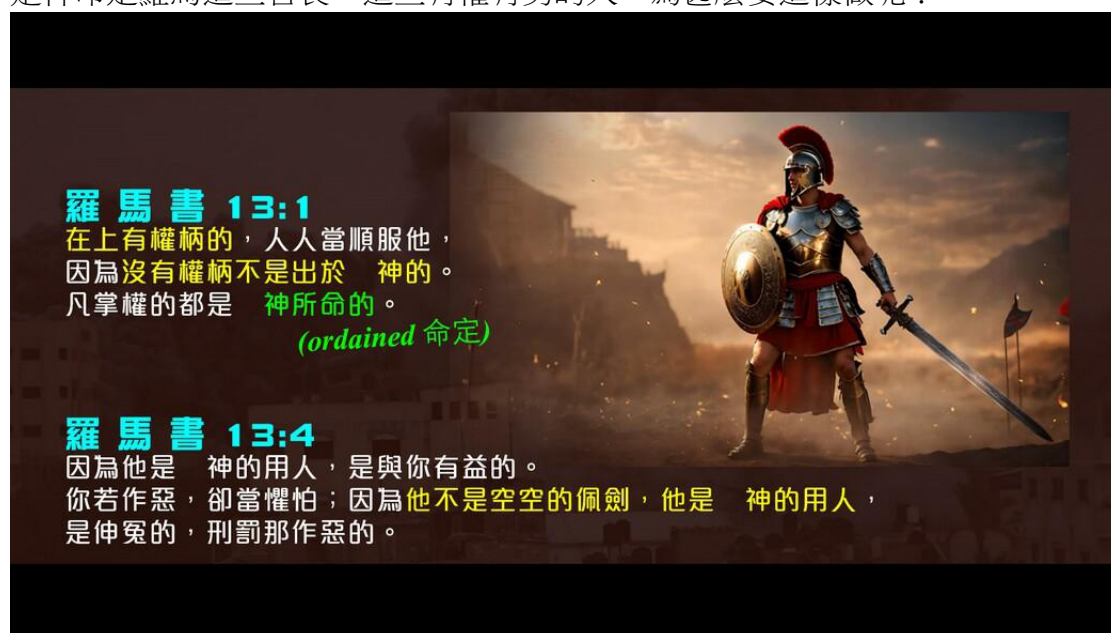 羅馬書 13:1
在上有權柄的，人人當順服他，
因為沒有權柄不是出於　神的。
凡掌權的都是　神所命的。
(ordained 命定)
羅馬書 13:4
因為他是　神的用人，是與你有益的。
你若作惡，卻當懼怕；因為他不是空空的佩劍，他是　神的用人，
是伸冤的，刑罰那作惡的。